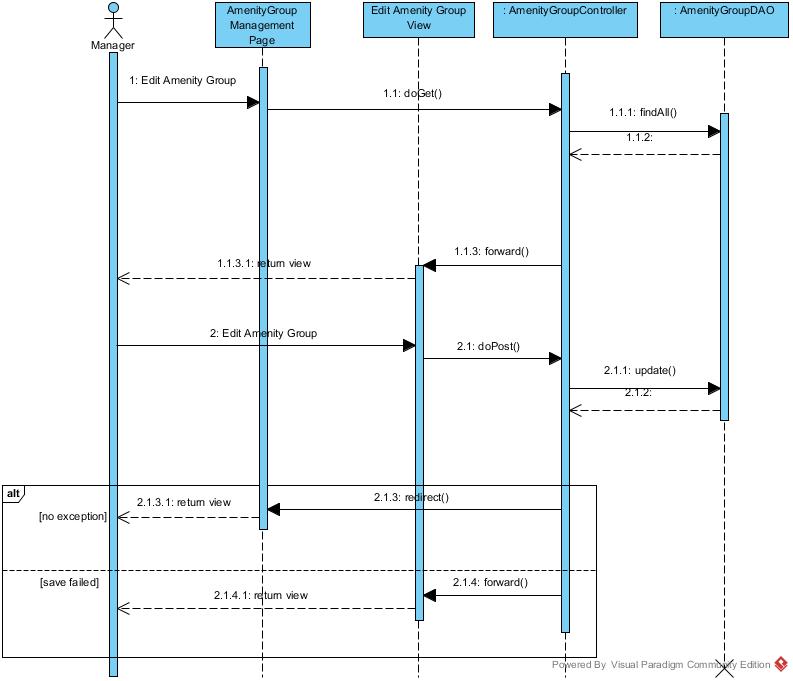 AmenityGroup
Management
Page
Edit Amenity Group
View
: AmenityGroupController
: AmenityGroupDAO
Manager
1: Edit Amenity Group
1.1: doGet()
1.1.1: findAll()
1.1.2:
1.1.3: forward()
1.1.3.1: return view
2: Edit Amenity Group
2.1: doPost()
2.1.1: update()
2.1.2:
alt
2.1.3: redirect()
2.1.3.1: return view
[no exception]
[save failed]
2.1.4: forward()
2.1.4.1: return view
Powered By Visual Paradigm Community Edition